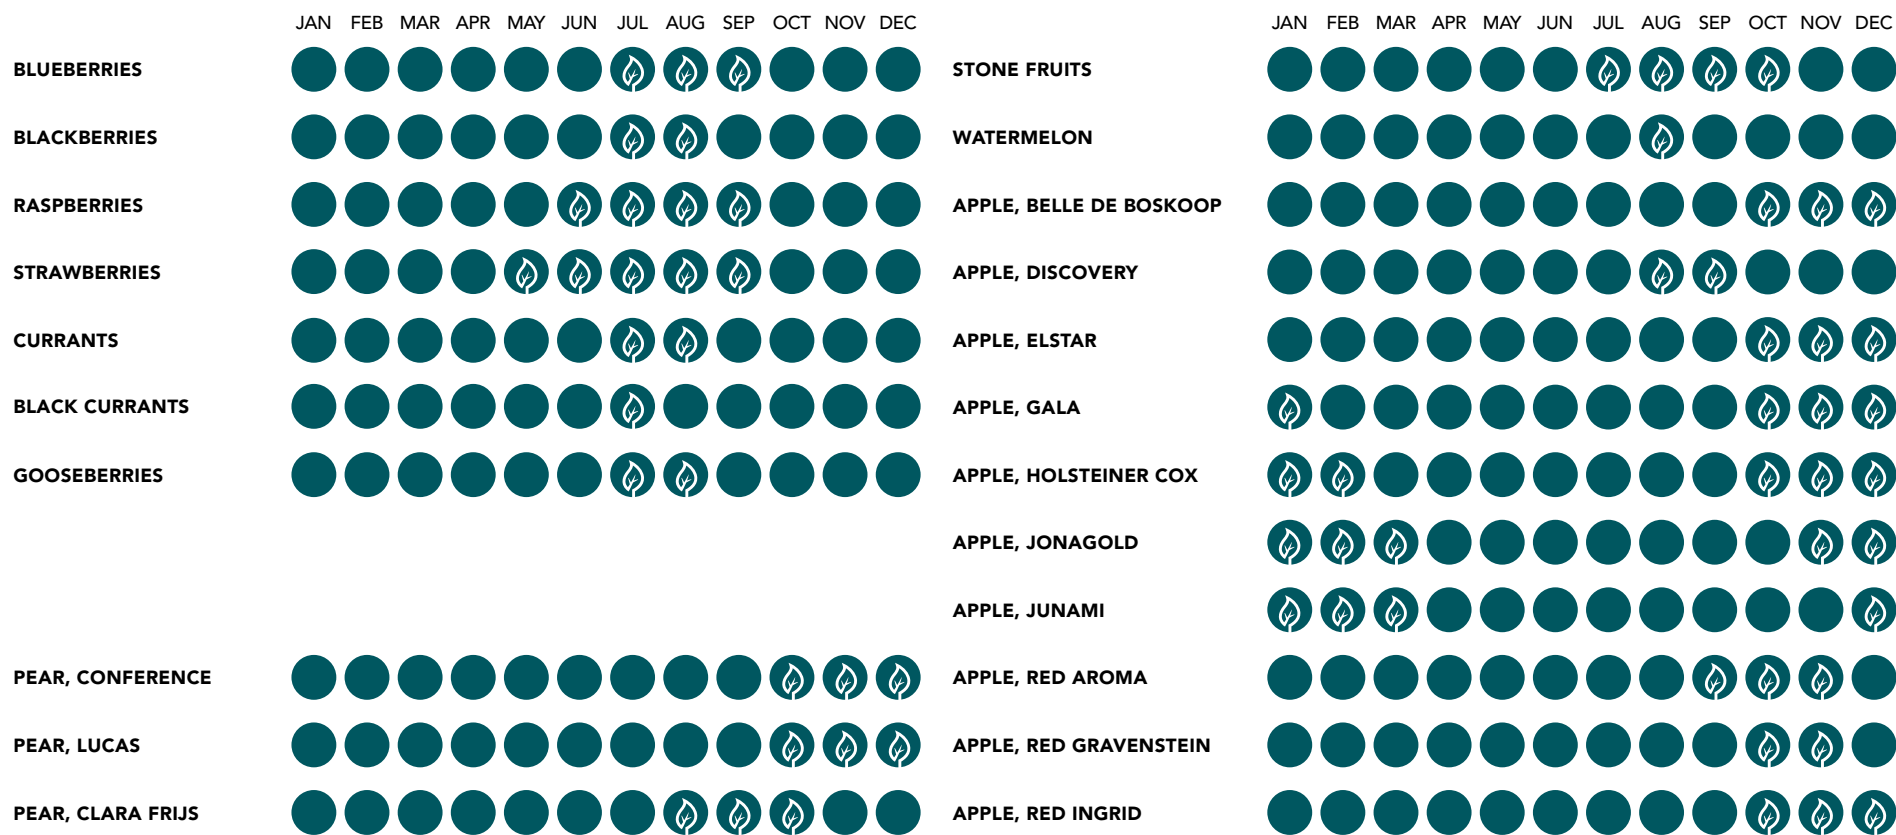 JAN FEB MAR APR MAY JUN JUL AUG SEP OCT NOV DEC
BLUEBERRIES
BLACKBERRIES
RASPBERRIES
STRAWBERRIES
CURRANTS
BLACK CURRANTS
GOOSEBERRIES
PEAR, CONFERENCE
PEAR, LUCAS
PEAR, CLARA FRIJS
JAN FEB MAR APR MAY JUN JUL AUG SEP OCT NOV DEC
STONE FRUITS
WATERMELON
APPLE, BELLE DE BOSKOOP
APPLE, DISCOVERY
APPLE, ELSTAR
APPLE, GALA
APPLE, HOLSTEINER COX
APPLE, JONAGOLD
APPLE, JUNAMI
APPLE, RED AROMA
APPLE, RED GRAVENSTEIN
APPLE, RED INGRID